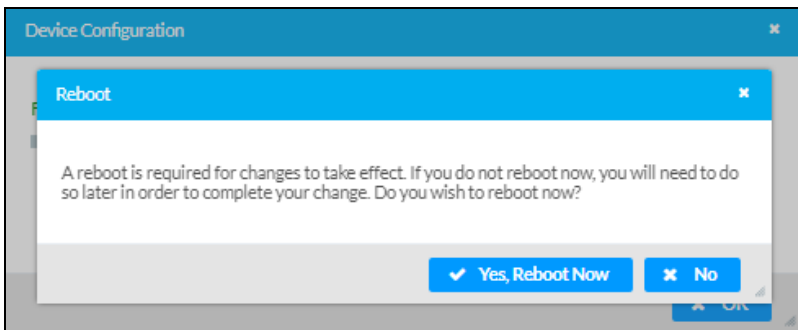 Device Configuration
Reboot
A reboot is required for changes to take effect. If you do not reboot now, you will need to do
so later in order to complete your change. Do you wish to reboot now?
Yes, Reboot Now
No